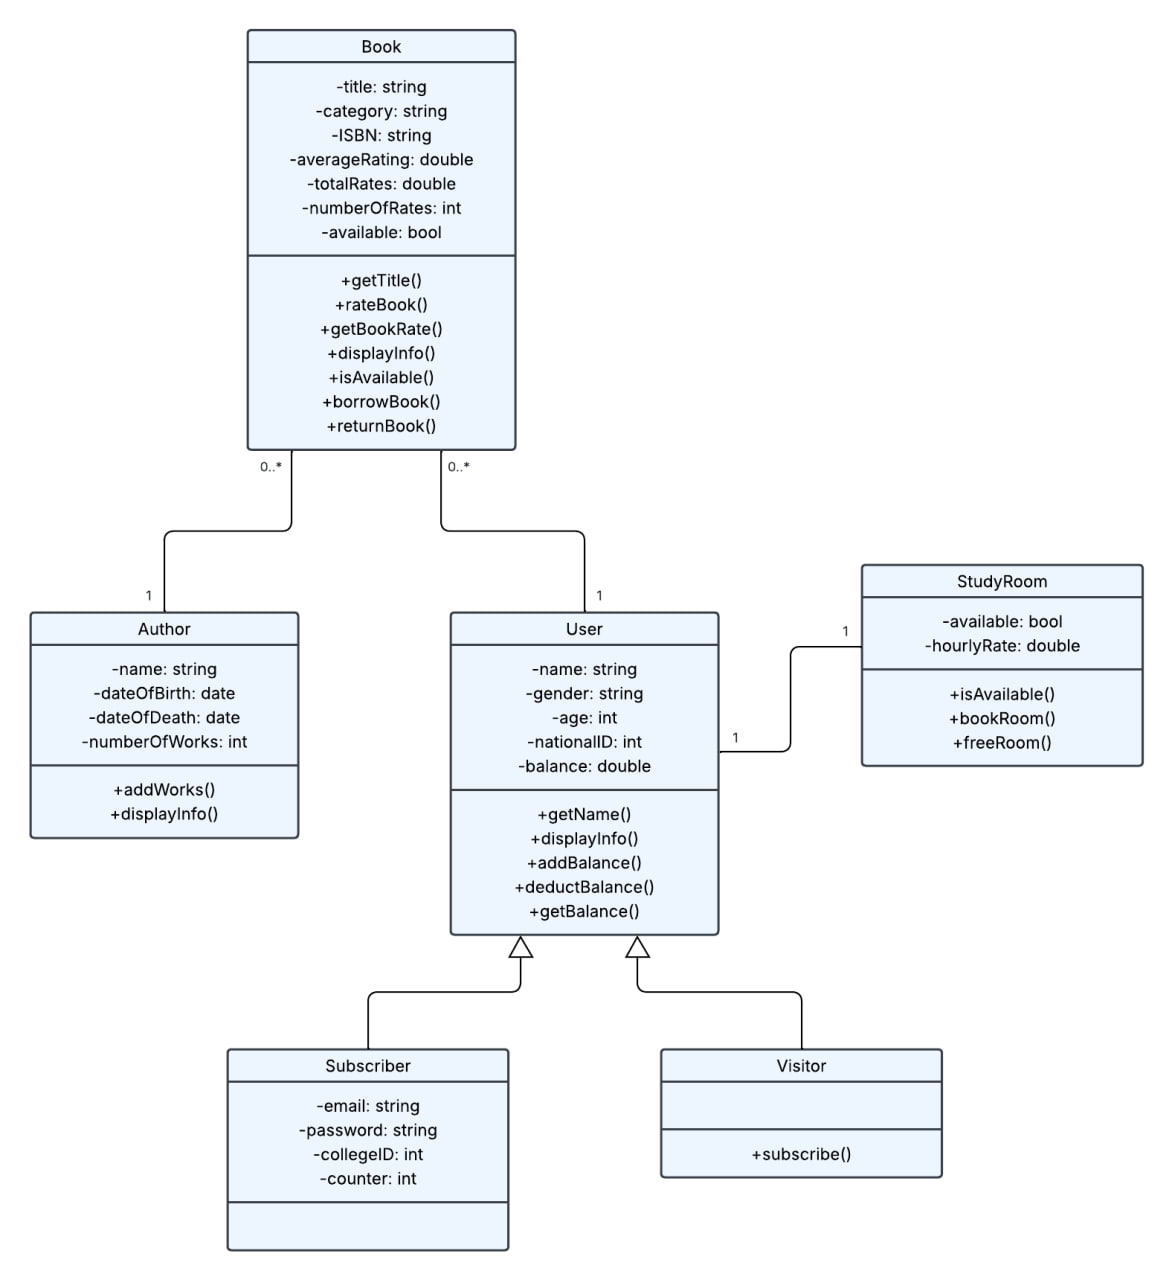 Book
-title: string
-category: string
-ISBN: string
-averageRating: double
-totalRates: double
-numberOfRates: int
-available: bool
+getTitle()
+rateBook()
+getBookRate()
+displayInfo()
+isAvailable()
+borrowBook()
+returnBook()
0..*
0..*
1
1
Author
-name: string
-dateOfBirth: date
-dateOfDeath: date
-numberOfWorks: int
+addWorks()
+displayInfo()
User
-name: string
-gender: string
-age: int
-nationalID: int
-balance: double
+getName()
+displayInfo()
+addBalance()
+deductBalance()
+getBalance()
1
1
StudyRoom
-available: bool
-hourlyRate: double
+isAvailable()
+bookRoom()
+freeRoom()
Subscriber
-email: string
-password: string
-collegeID: int
-counter: int
Visitor
+subscribe()